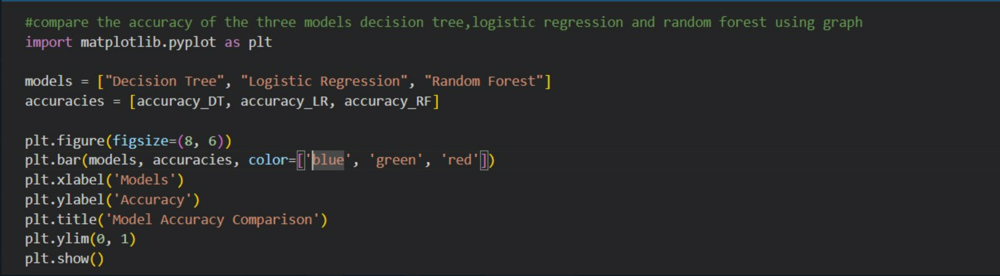 #compare the accuracy of the three models decision tree,logistic regression and random forest using graph
import matplotlib.pyplot as plt
models = ["Decision Tree", "Logistic Regression", "Random Forest"]
accuracies = [accuracy_DT, accuracy_LR, accuracy_RF]
plt.figure(figsize=(8, 6))
plt.bar(models, accuracies, color=['blue', 'green', 'red'])
plt.xlabel('Models')
plt.ylabel('Accuracy')
plt.title('Model Accuracy Comparison')
plt.ylim(0, 1)
plt.show()